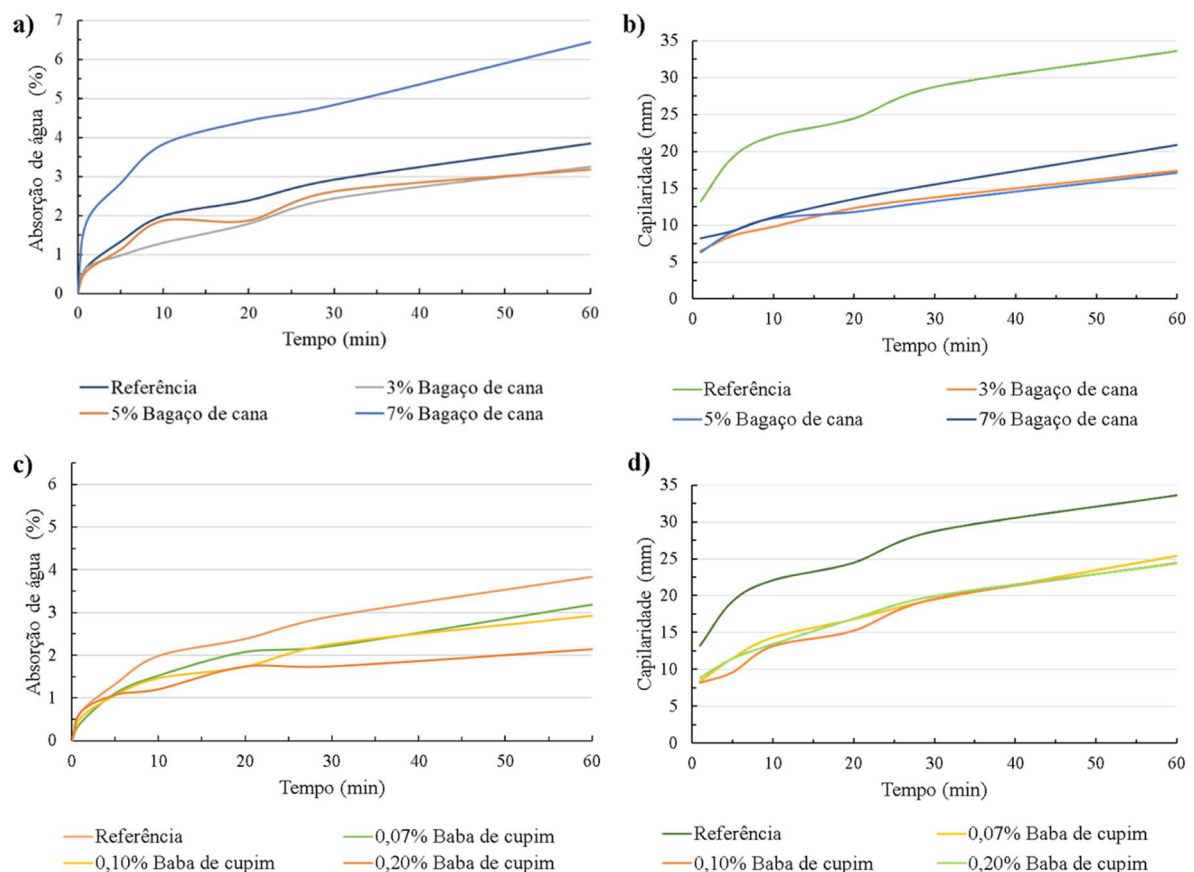 a)
Absorção de água (%)
7
6
5
4
3
2
1
0
0 10 20 30 40 50 60
Tempo (min)
Referência 3% Bagaço de cana
5% Bagaço de cana 7% Bagaço de cana
b)
Capilaridade (mm)
35
30
25
20
15
10
5
0
0 10 20 30 40 50 60
Tempo (min)
Referência 3% Bagaço de cana
5% Bagaço de cana 7% Bagaço de cana
c)
Absorção de água (%)
6
5
4
3
2
1
0
0 10 20 30 40 50 60
Tempo (min)
Referência 0,07% Baba de cupim
0,10% Baba de cupim 0,20% Baba de cupim
d)
Capilaridade (mm)
35
30
25
20
15
10
5
0
0 10 20 30 40 50 60
Tempo (min)
Referência 0,07% Baba de cupim
0,10% Baba de cupim 0,20% Baba de cupim